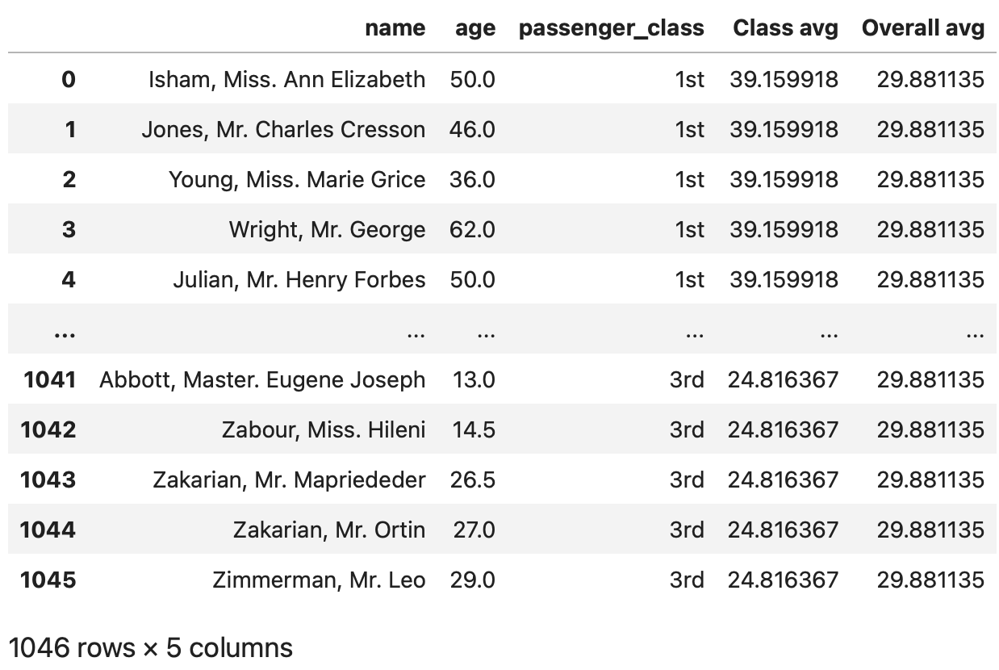 name age passenger_class Class avg Overall avg
0 Isham, Miss. Ann Elizabeth 50.0 1st 39.159918 29.881135
1 Jones, Mr. Charles Cresson 46.0 1st 39.159918 29.881135
2 Young, Miss. Marie Grice 36.0 1st 39.159918 29.881135
3 Wright, Mr. George 62.0 1st 39.159918 29.881135
4 Julian, Mr. Henry Forbes 50.0 1st 39.159918 29.881135
... ... ... ... ... ...
1041 Abbott, Master. Eugene Joseph 13.0 3rd 24.816367 29.881135
1042 Zabour, Miss. Hileni 14.5 3rd 24.816367 29.881135
1043 Zakarian, Mr. Mapriededer 26.5 3rd 24.816367 29.881135
1044 Zakarian, Mr. Ortin 27.0 3rd 24.816367 29.881135
1045 Zimmerman, Mr. Leo 29.0 3rd 24.816367 29.881135
1046 rows × 5 columns